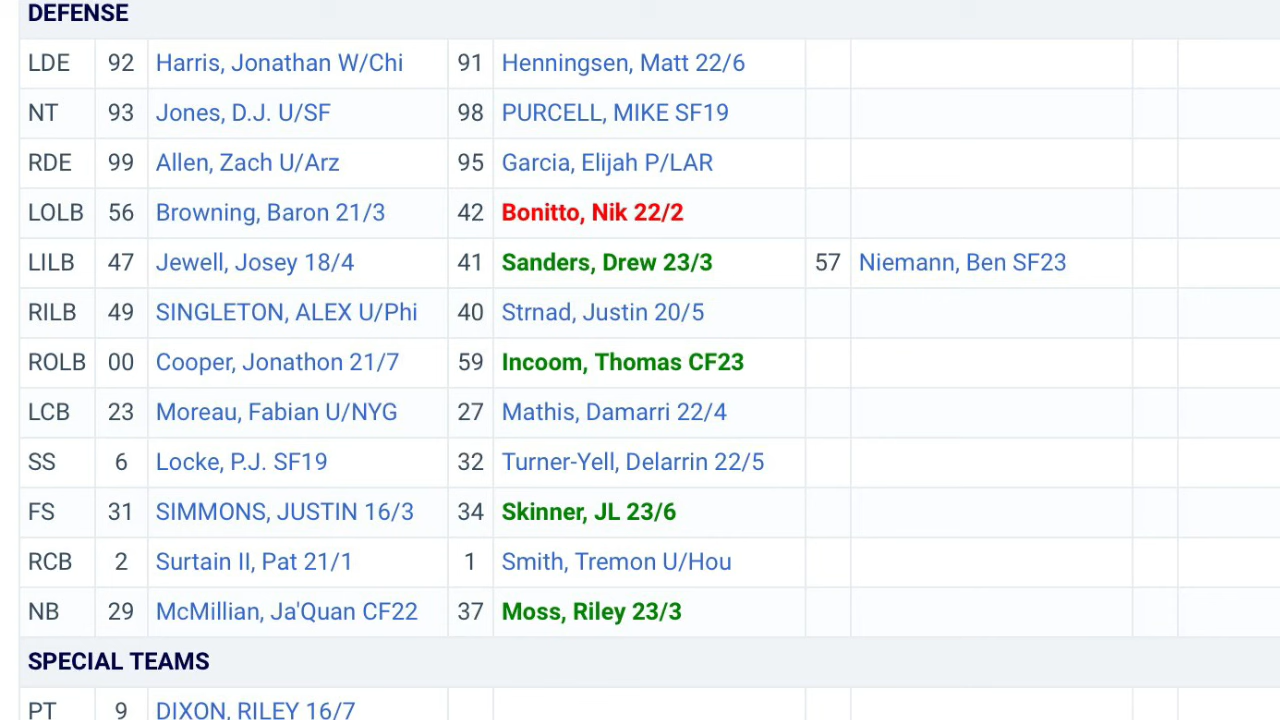 DEFENSE
LDE 92 Harris, Jonathan W/Chi 91 Henningsen, Matt 22/6
NT 93 Jones, D.J. U/SF 98 PURCELL, MIKE SF19
RDE 99 Allen, Zach U/Arz 95 Garcia, Elijah P/LAR
LOLB 56 Browning, Baron 21/3 42 Bonitto, Nik 22/2
LILB 47 Jewell, Josey 18/4 41 Sanders, Drew 23/3 57 Niemann, Ben SF23
RILB 49 SINGLETON, ALEX U/Phi 40 Strnad, Justin 20/5
ROLB 00 Cooper, Jonathon 21/7 59 Incoom, Thomas CF23
LCB 23 Moreau, Fabian U/NYG 27 Mathis, Damarri 22/4
SS 6 Locke, P.J. SF19 32 Turner-Yell, Delarrin 22/5
FS 31 SIMMONS, JUSTIN 16/3 34 Skinner, JL 23/6
RCB 2 Surtain II, Pat 21/1 1 Smith, Tremon U/Hou
NB 29 McMillian, Ja'Quan CF22 37 Moss, Riley 23/3
SPECIAL TEAMS
PT 9 DIXON, RILEY 16/7